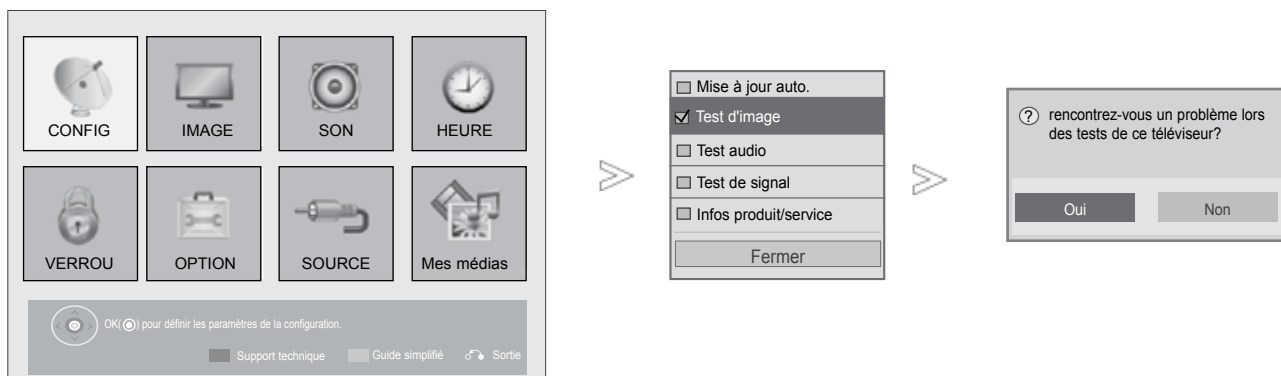 CONFIG
IMAGE
SON
HEURE
VERROU
OPTION
SOURCE
Mes médias
OK( ) pour définir les paramètres de la configuration.
Support technique
Guide simplifié
Sortie
Mise à jour auto.
Test d'image
Test audio
Test de signal
Infos produit/service
Fermer
? rencontrez-vous un problème lors
des tests de ce téléviseur?
Oui
Non